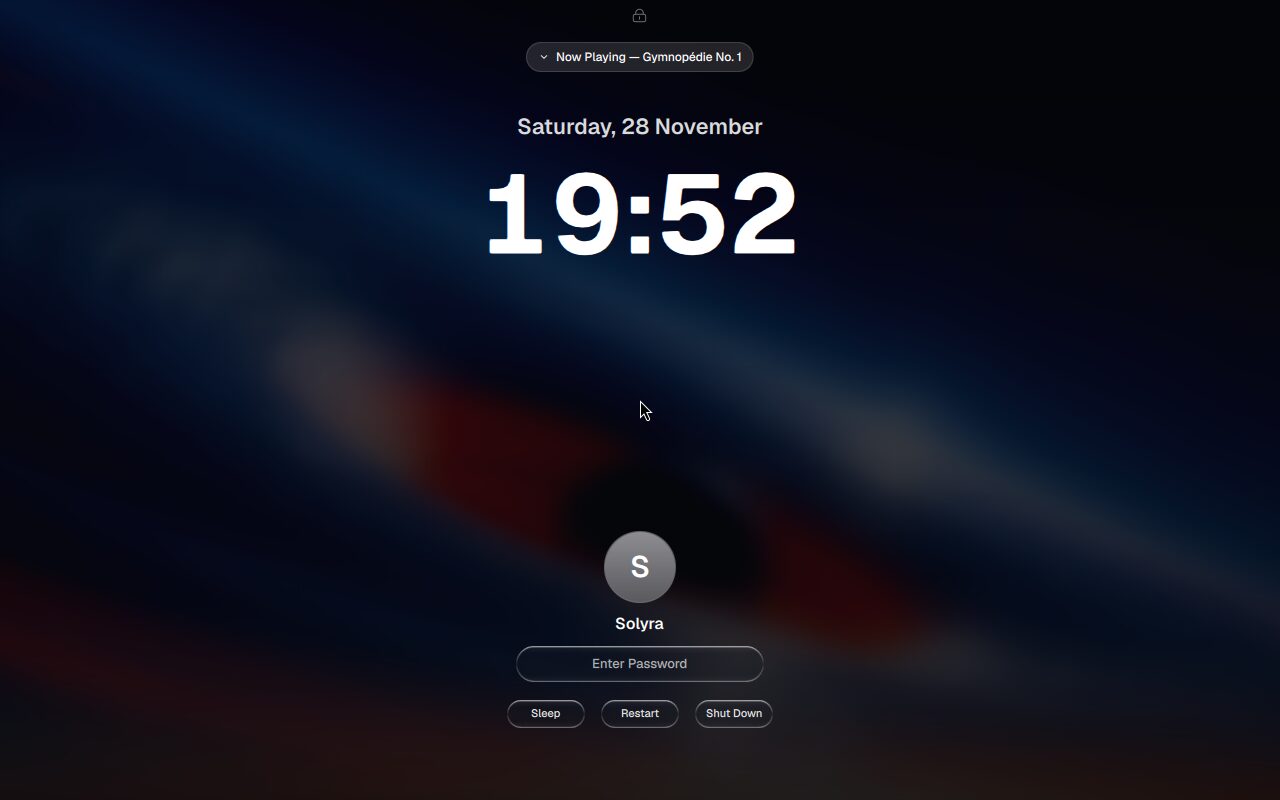 Now Playing — Gymnopédie No. 1
Saturday, 28 November
19:52
S
Solyra
Enter Password
Sleep
Restart
Shut Down